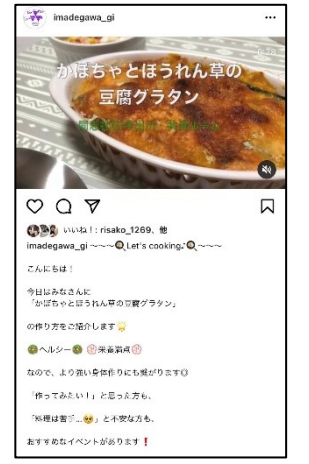 imadegawa_gi
かぼちゃとほうれん草の
豆腐グラタン
いいね！: risako_1269、他
imadegawa_gi 〜〜〜🍳Let's cooking♪🍳〜〜〜
こんにちは！
今日はみなさんに
「かぼちゃとほうれん草の豆腐グラタン」
の作り方をご紹介します
ヘルシー 栄養満点
なので、より強い身体作りにも繋がります◎
「作ってみたい！」と思った方も、
「料理は苦手...🥺」と不安な方も、
おすすめなイベントがあります❗